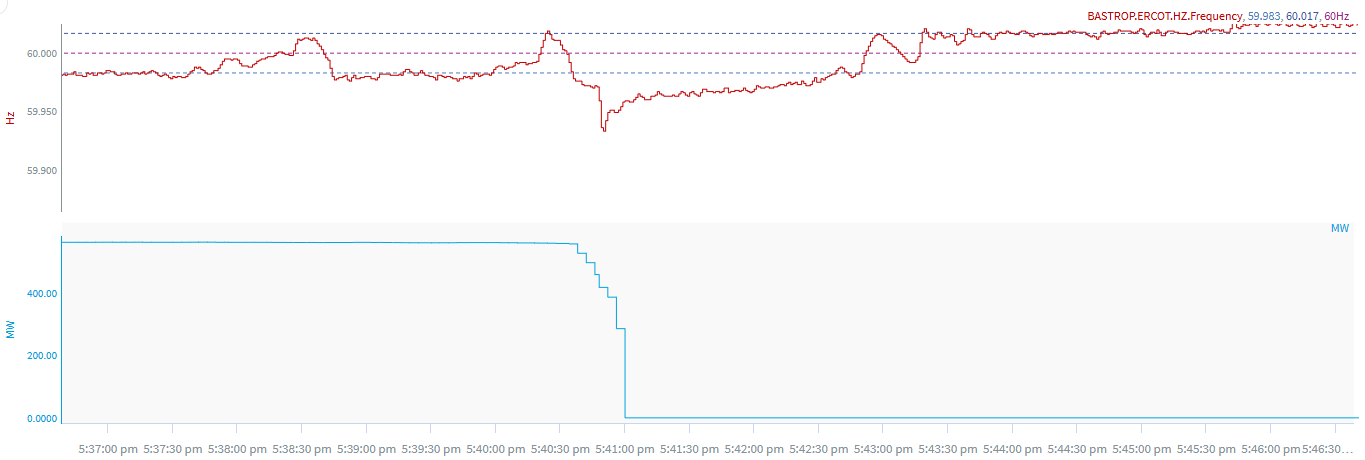 BASTROP.ERCOT.HZ.Frequency, 59.983, 60.017, 60Hz
60.000
59.950
59.900
Hz
MW
400.00
200.00
0.0000
MW
5:37:00 pm 5:37:30 pm 5:38:00 pm 5:38:30 pm 5:39:00 pm 5:39:30 pm 5:40:00 pm 5:40:30 pm 5:41:00 pm 5:41:30 pm 5:42:00 pm 5:42:30 pm 5:43:00 pm 5:43:30 pm 5:44:00 pm 5:44:30 pm 5:45:00 pm 5:45:30 pm 5:46:00 pm 5:46:30...